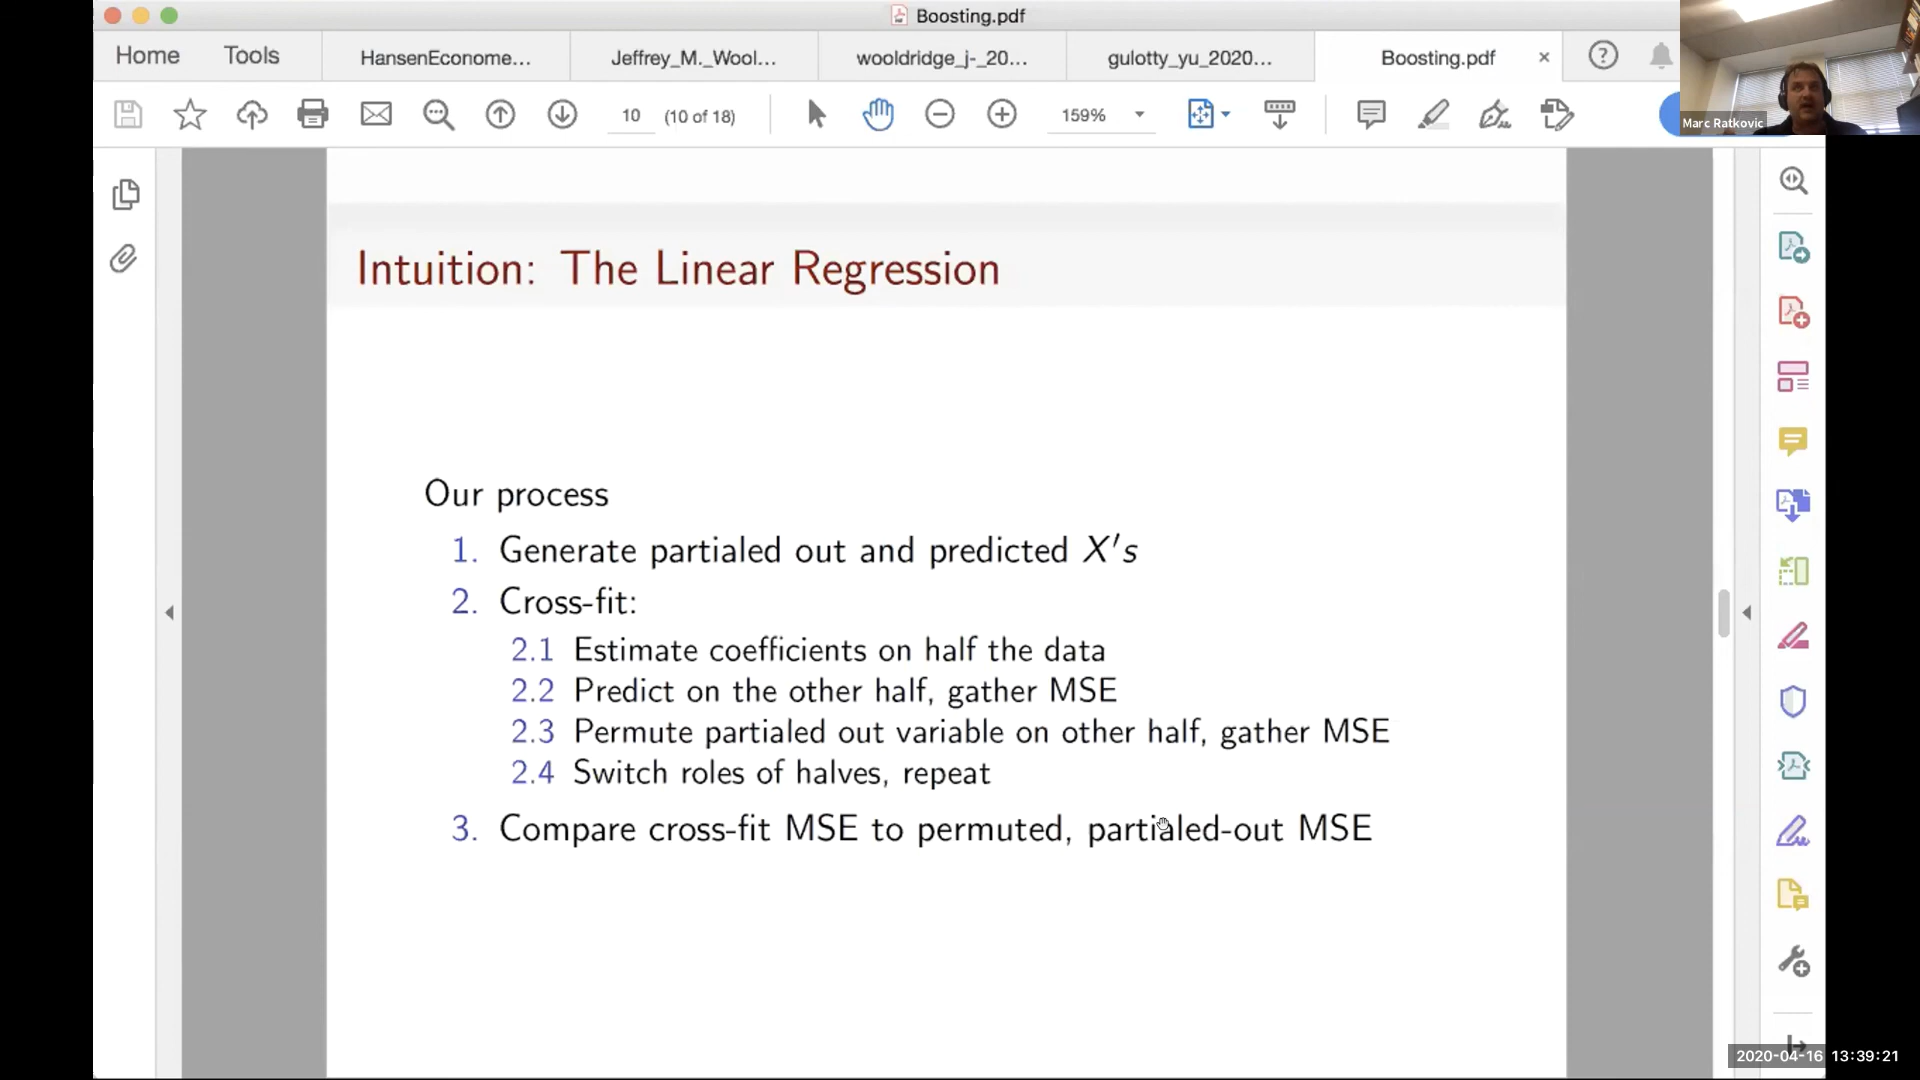 Boosting.pdf
Home
Tools
HansenEconome...
Jeffrey_M._Wool...
wooldridge_j-_20...
gulotty_yu_2020...
Boosting.pdf
10
(10 of 18)
159%
Marc Ratkovic
Intuition: The Linear Regression
Our process
1. Generate partialed out and predicted X's
2. Cross-fit:
2.1 Estimate coefficients on half the data
2.2 Predict on the other half, gather MSE
2.3 Permute partialed out variable on other half, gather MSE
2.4 Switch roles of halves, repeat
3. Compare cross-fit MSE to permuted, partialed-out MSE
2020-04-16 13:39:21